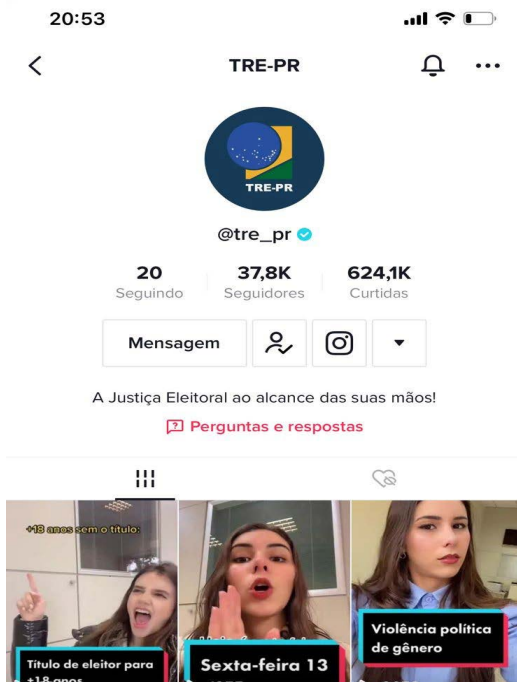 20:53
TRE-PR
TRE-PR
@tre_pr
20 37,8K 624,1K
Seguindo Seguidores Curtidas
Mensagem
A Justiça Eleitoral ao alcance das suas mãos!
Perguntas e respostas
+18 anos sem o título:
Título de eleitor para
+18 anos
Sexta-feira 13
Violência política
de gênero